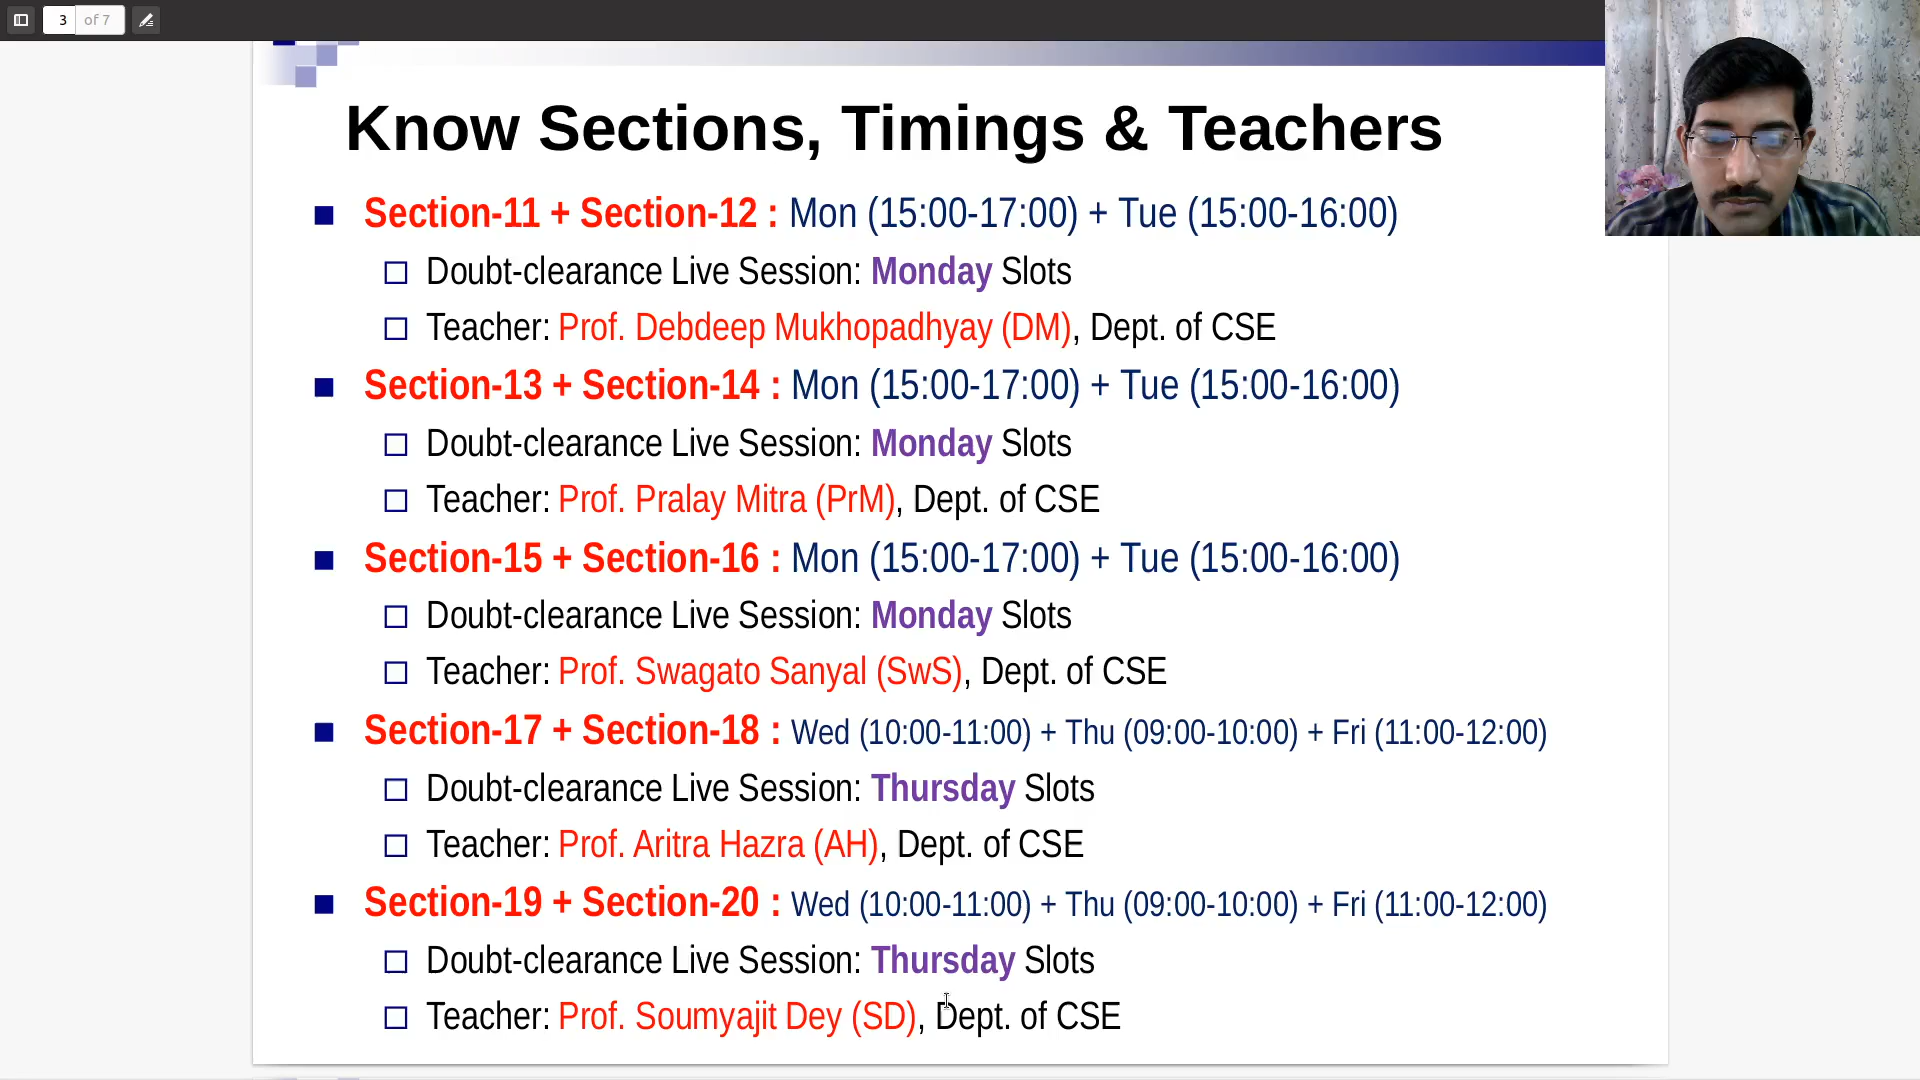 3 of 7
Know Sections, Timings & Teachers
Section-11 + Section-12 : Mon (15:00-17:00) + Tue (15:00-16:00)
Doubt-clearance Live Session: Monday Slots
Teacher: Prof. Debdeep Mukhopadhyay (DM), Dept. of CSE
Section-13 + Section-14 : Mon (15:00-17:00) + Tue (15:00-16:00)
Doubt-clearance Live Session: Monday Slots
Teacher: Prof. Pralay Mitra (PrM), Dept. of CSE
Section-15 + Section-16 : Mon (15:00-17:00) + Tue (15:00-16:00)
Doubt-clearance Live Session: Monday Slots
Teacher: Prof. Swagato Sanyal (SwS), Dept. of CSE
Section-17 + Section-18 : Wed (10:00-11:00) + Thu (09:00-10:00) + Fri (11:00-12:00)
Doubt-clearance Live Session: Thursday Slots
Teacher: Prof. Aritra Hazra (AH), Dept. of CSE
Section-19 + Section-20 : Wed (10:00-11:00) + Thu (09:00-10:00) + Fri (11:00-12:00)
Doubt-clearance Live Session: Thursday Slots
Teacher: Prof. Soumyajit Dey (SD), Dept. of CSE